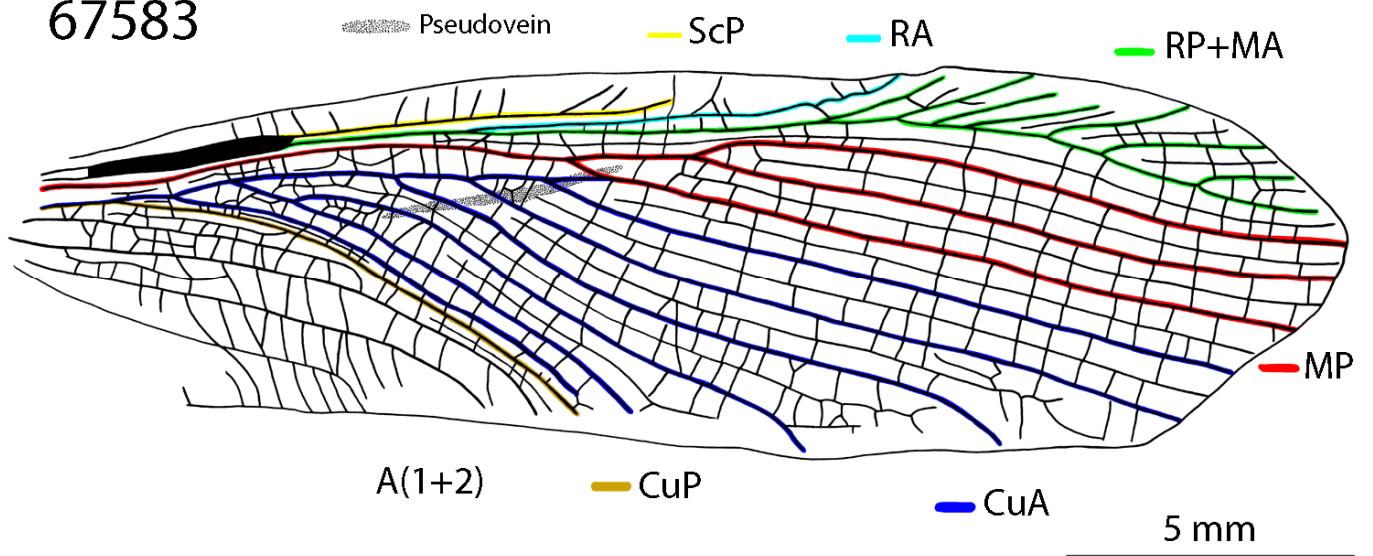 67583
Pseudovein
ScP
RA
RP+MA
MP
A(1+2)
CuP
CuA
5 mm